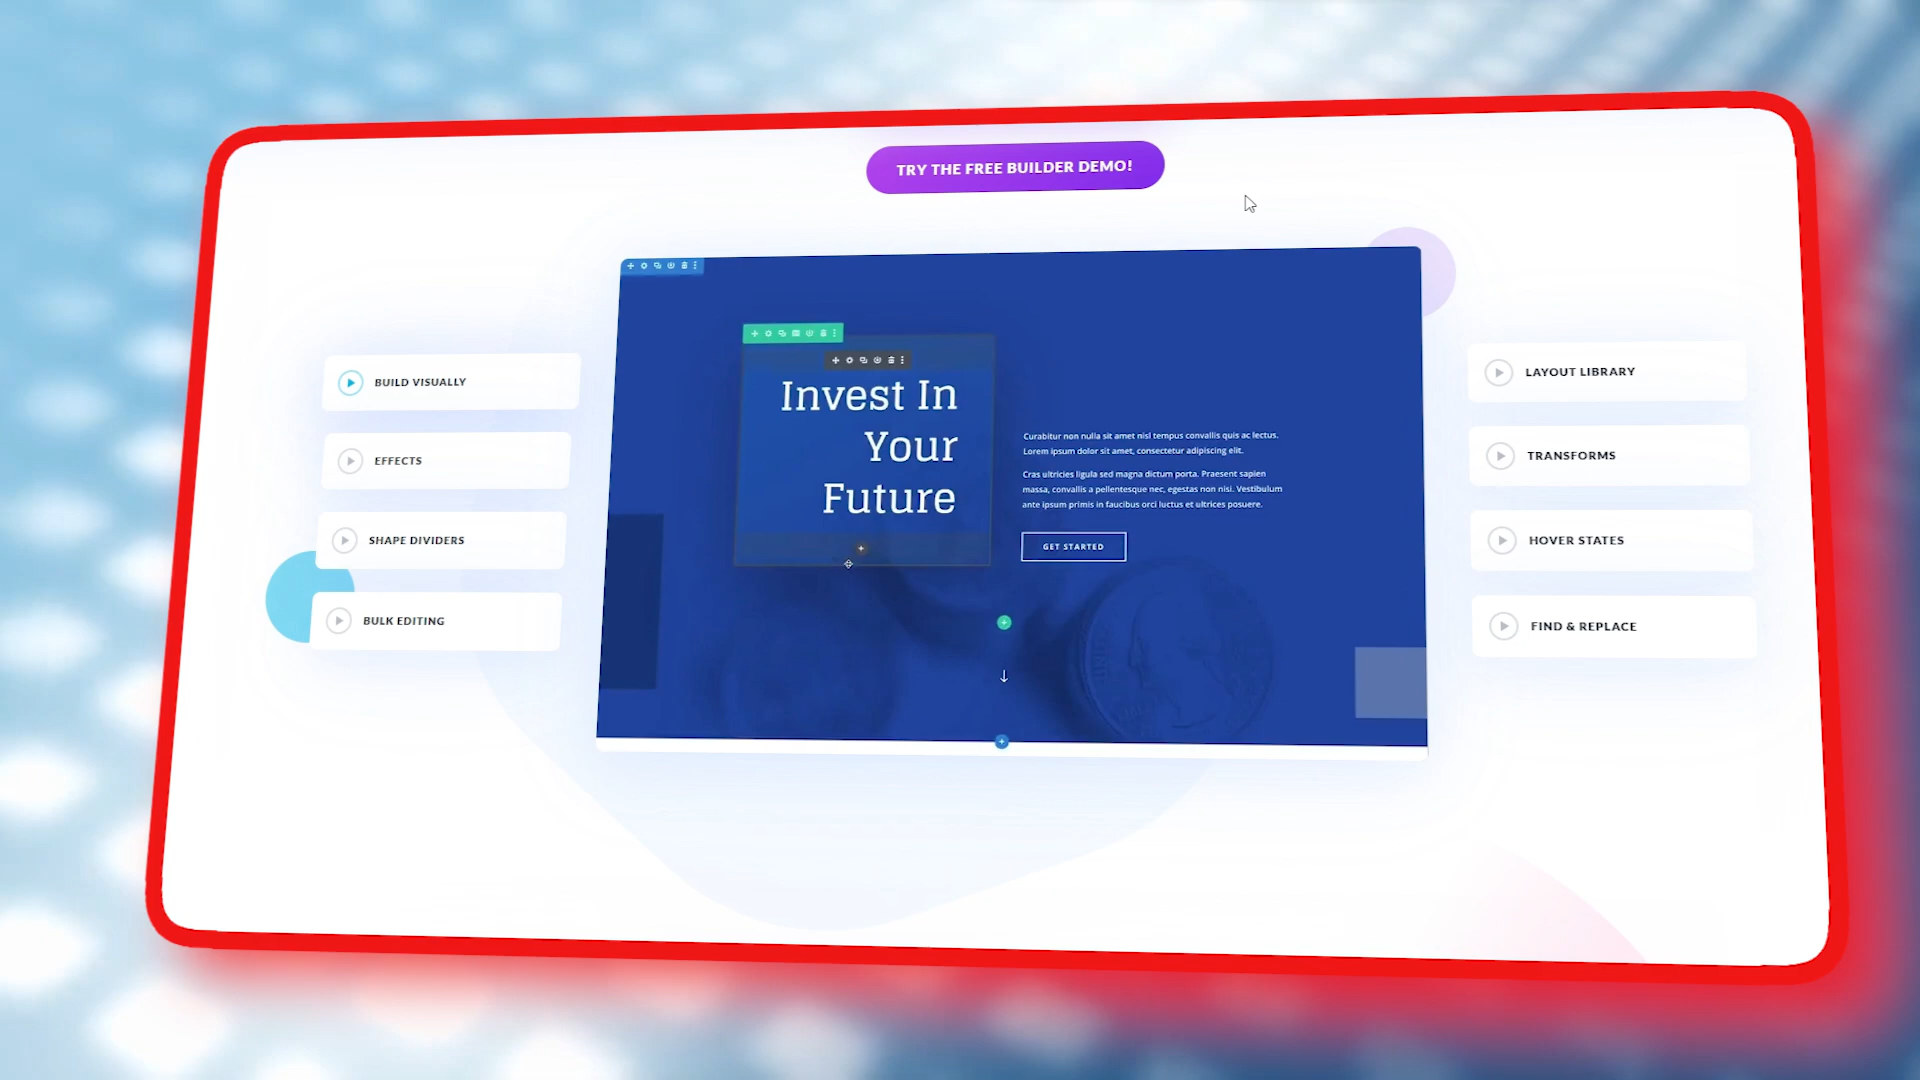 TRY THE FREE BUILDER DEMO!
BUILD VISUALLY
EFFECTS
SHAPE DIVIDERS
BULK EDITING
Invest In
Your
Future
Curabitur non nulla sit amet nisl tempus convallis quis ac lectus.
Lorem ipsum dolor sit amet, consectetur adipiscing elit.
Cras ultricies ligula sed magna dictum porta. Praesent sapien
massa, convallis a pellentesque nec, egestas non nisi. Vestibulum
ante ipsum primis in faucibus orci luctus et ultrices posuere.
GET STARTED
LAYOUT LIBRARY
TRANSFORMS
HOVER STATES
FIND & REPLACE